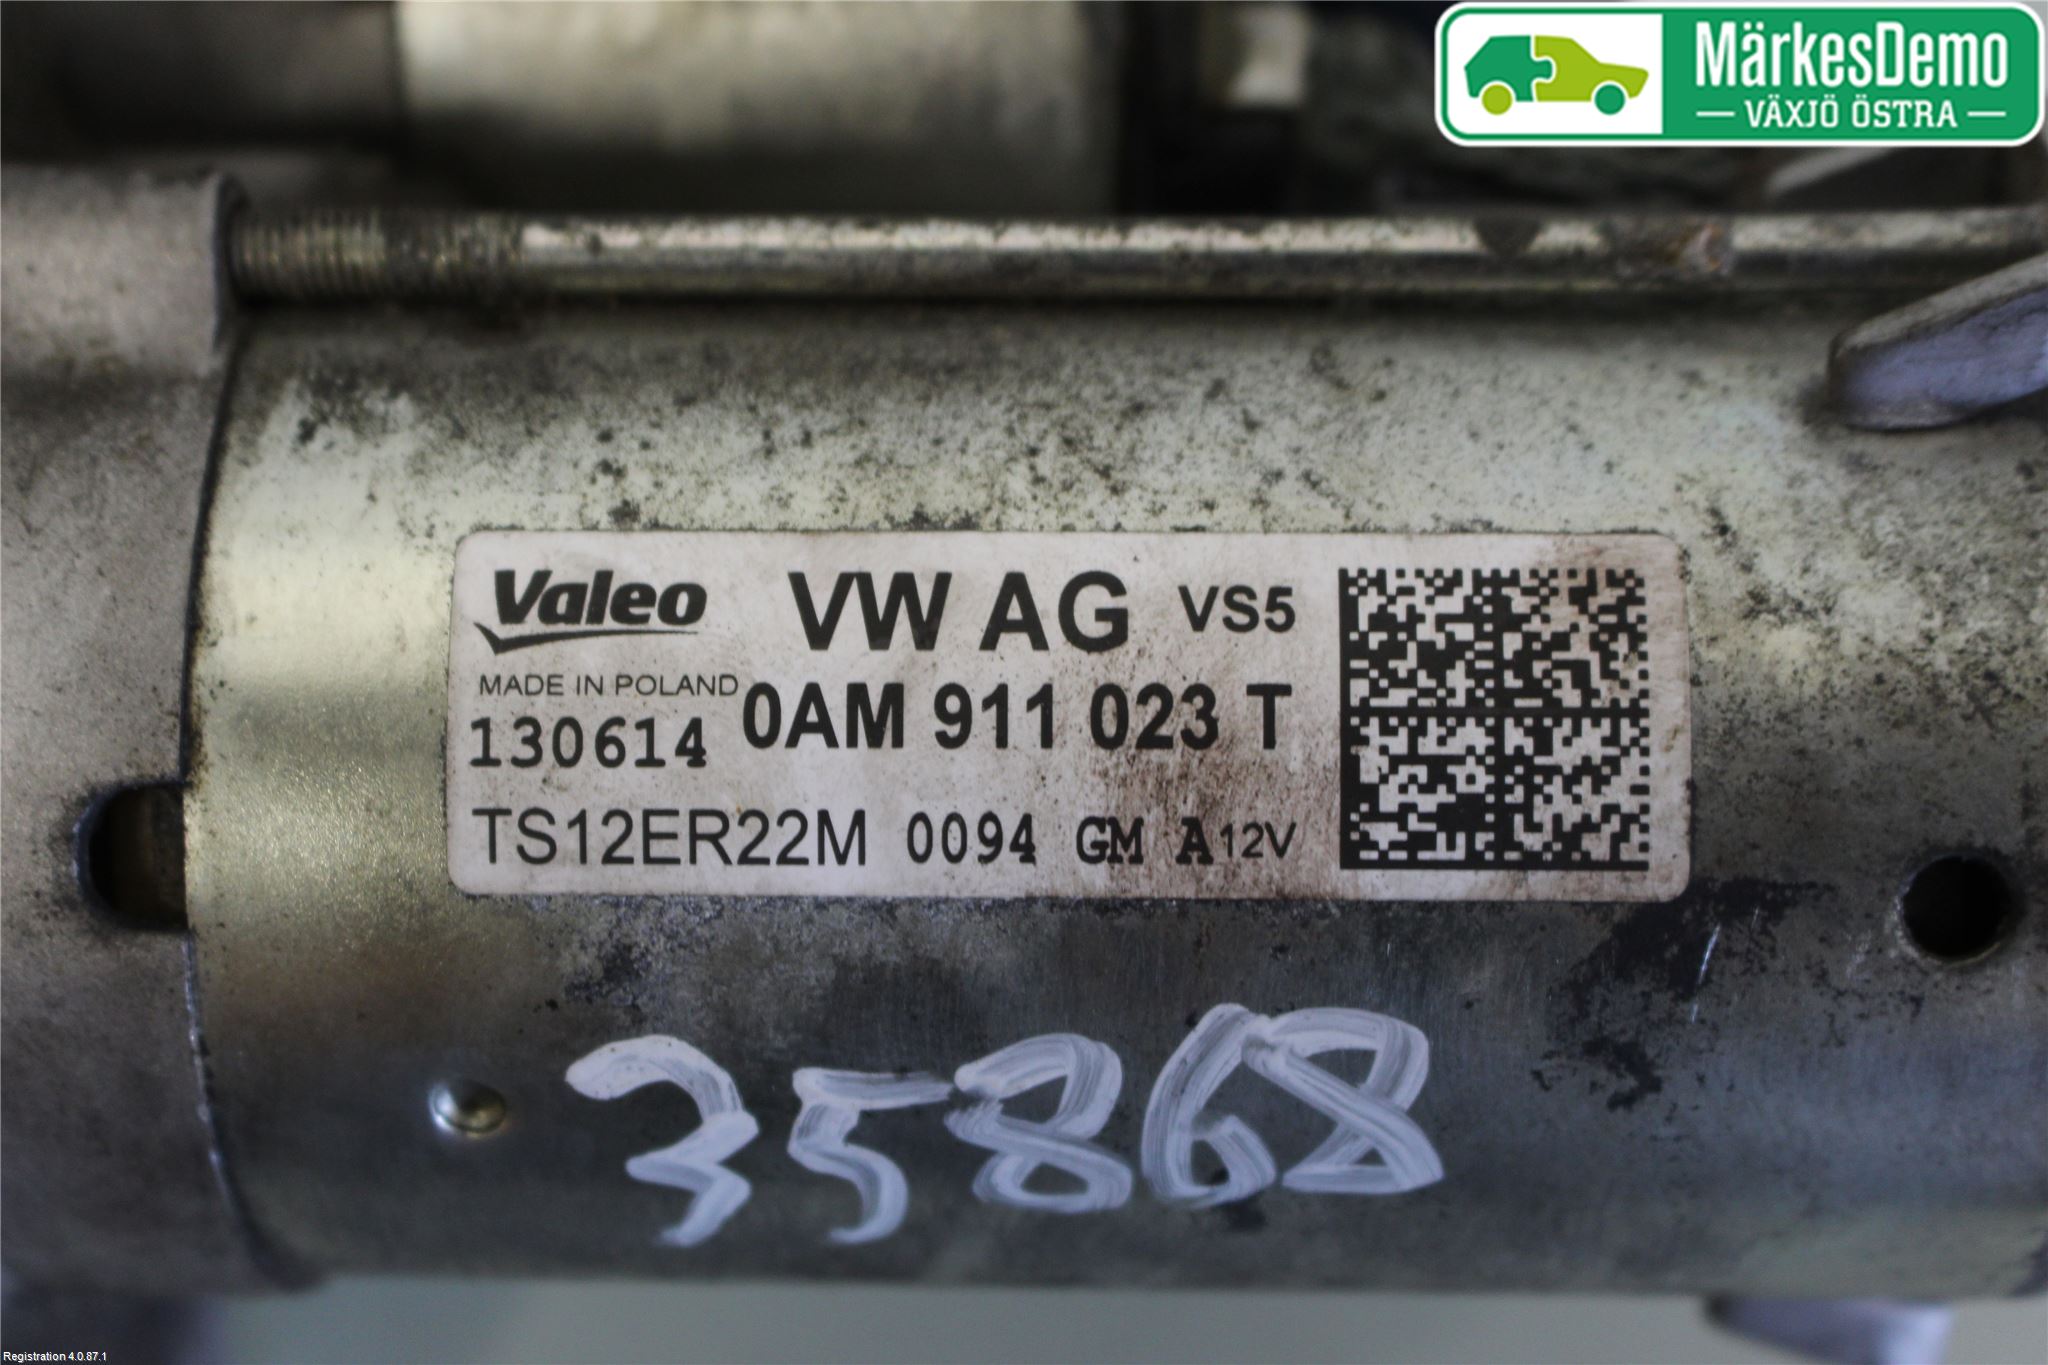 MärkesDemo
— VÄXJÖ ÖSTRA —
Valeo VW AG VS5
MADE IN POLAND
130614 0AM 911 023 T
TS12ER22M 0094 GM A 12V
35868
Registration 4.0.87.1